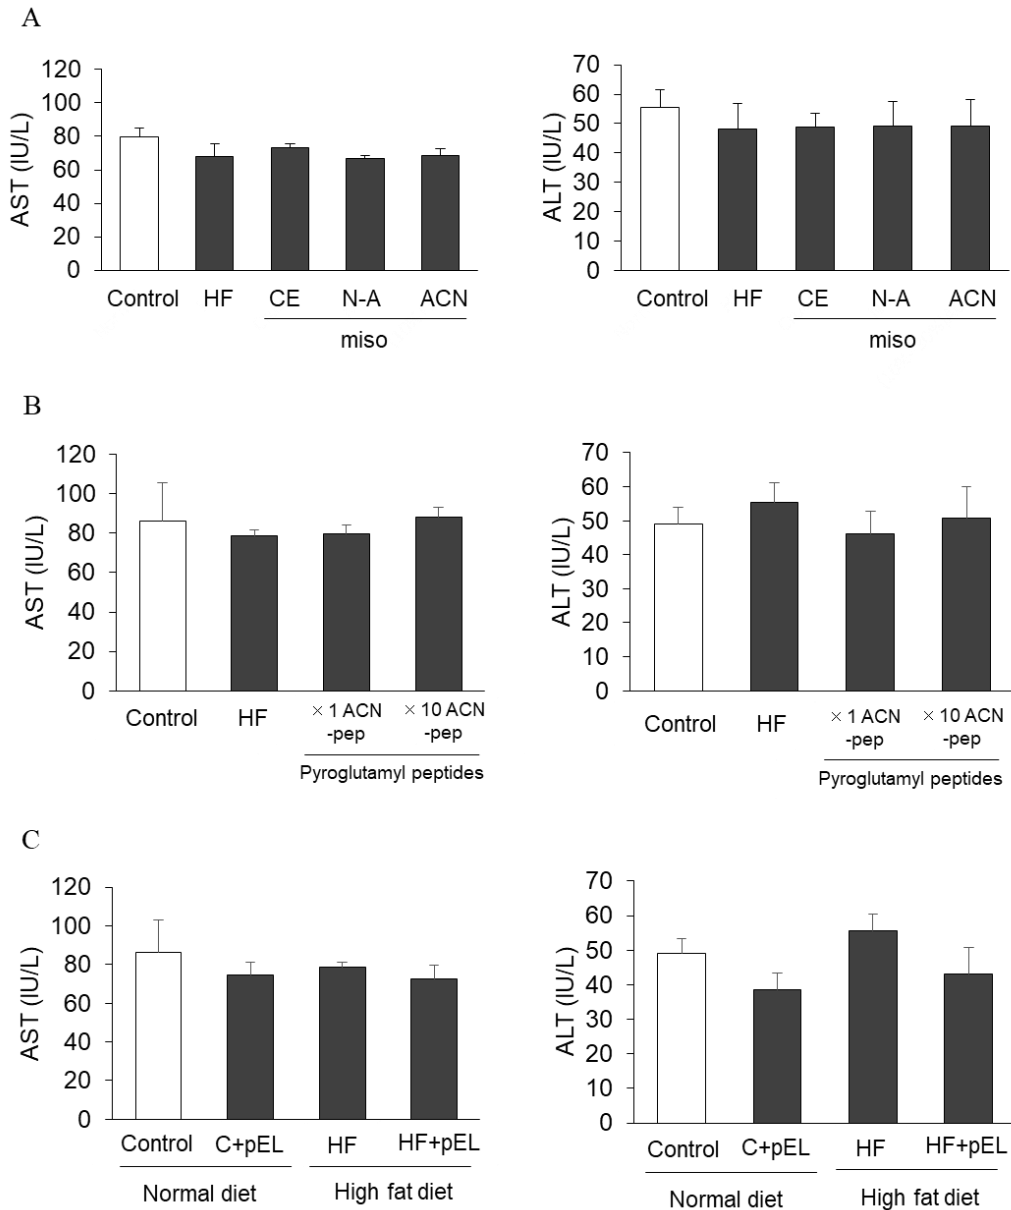 A
AST (IU/L)
120
100
80
60
40
20
0
Control HF CE N-A ACN
miso
ALT (IU/L)
70
60
50
40
30
20
10
0
Control HF CE N-A ACN
miso
B
AST (IU/L)
120
100
80
60
40
20
0
Control HF × 1 ACN × 10 ACN
-pep -pep
Pyroglutamyl peptides
ALT (IU/L)
70
60
50
40
30
20
10
0
Control HF × 1 ACN × 10 ACN
-pep -pep
Pyroglutamyl peptides
C
AST (IU/L)
120
100
80
60
40
20
0
Control C+pEL HF HF+pEL
Normal diet High fat diet
ALT (IU/L)
70
60
50
40
30
20
10
0
Control C+pEL HF HF+pEL
Normal diet High fat diet